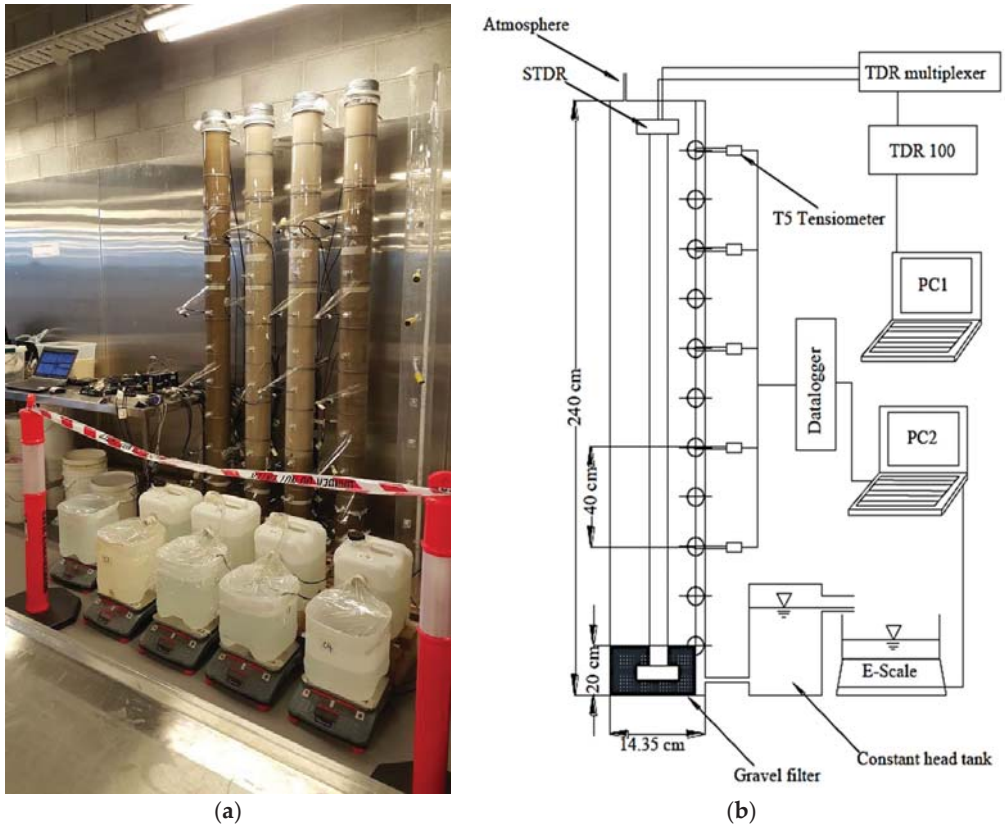 Atmosphere
STDR
TDR multiplexer
TDR 100
T5 Tensiometer
PC1
240 cm
Datalogger
PC2
40 cm
20 cm
E-Scale
14.35 cm
Gravel filter
Constant head tank
(a)
(b)